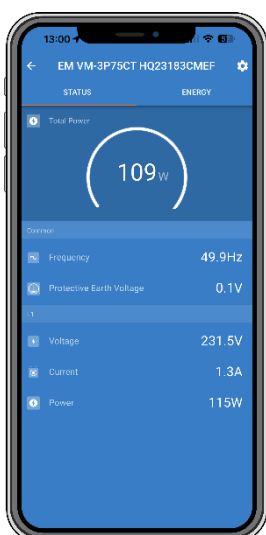 13:00
EM VM-3P75CT HQ23183CMEF
STATUS ENERGY
Total Power
109W
Common
Frequency 49.9Hz
Protective Earth Voltage 0.1V
L1
Voltage 231.5V
Current 1.3A
Power 115W